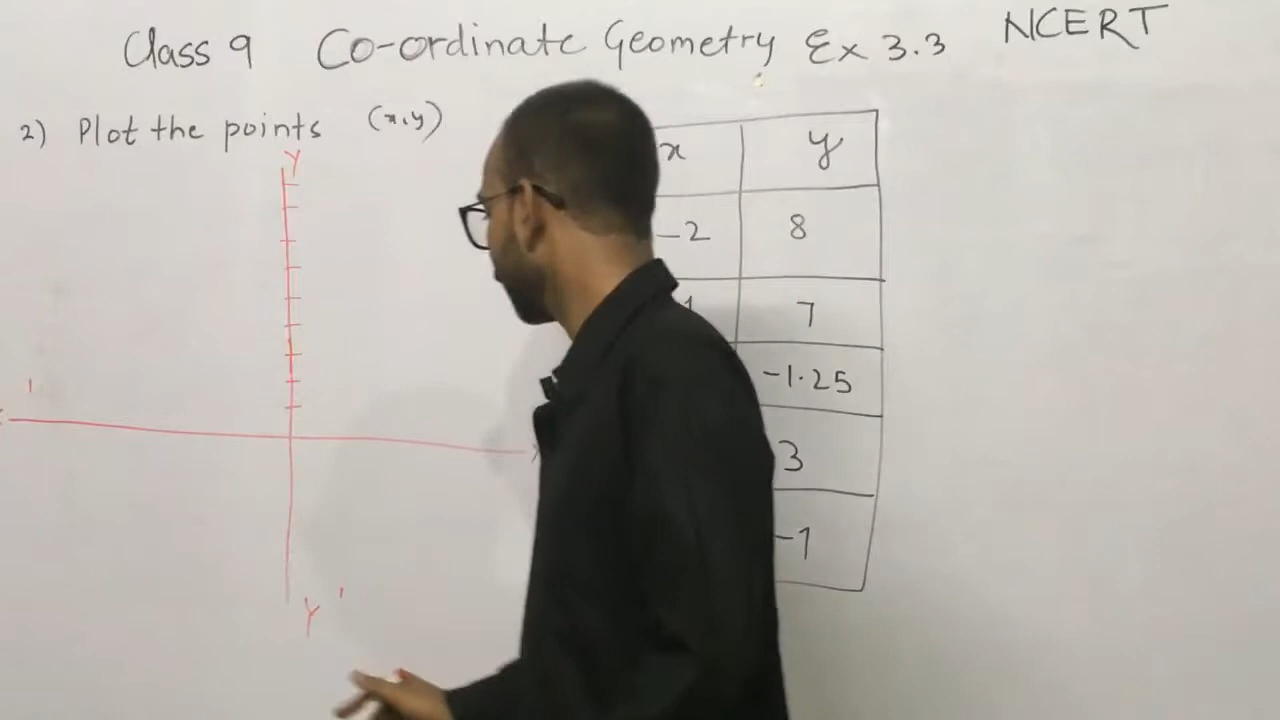 Class 9 Co-ordinate Geometry Ex 3.3 NCERT
2) Plot the points (x,y)
x y
-2 8
1 7
-1.25
3
-1
Y
Y'